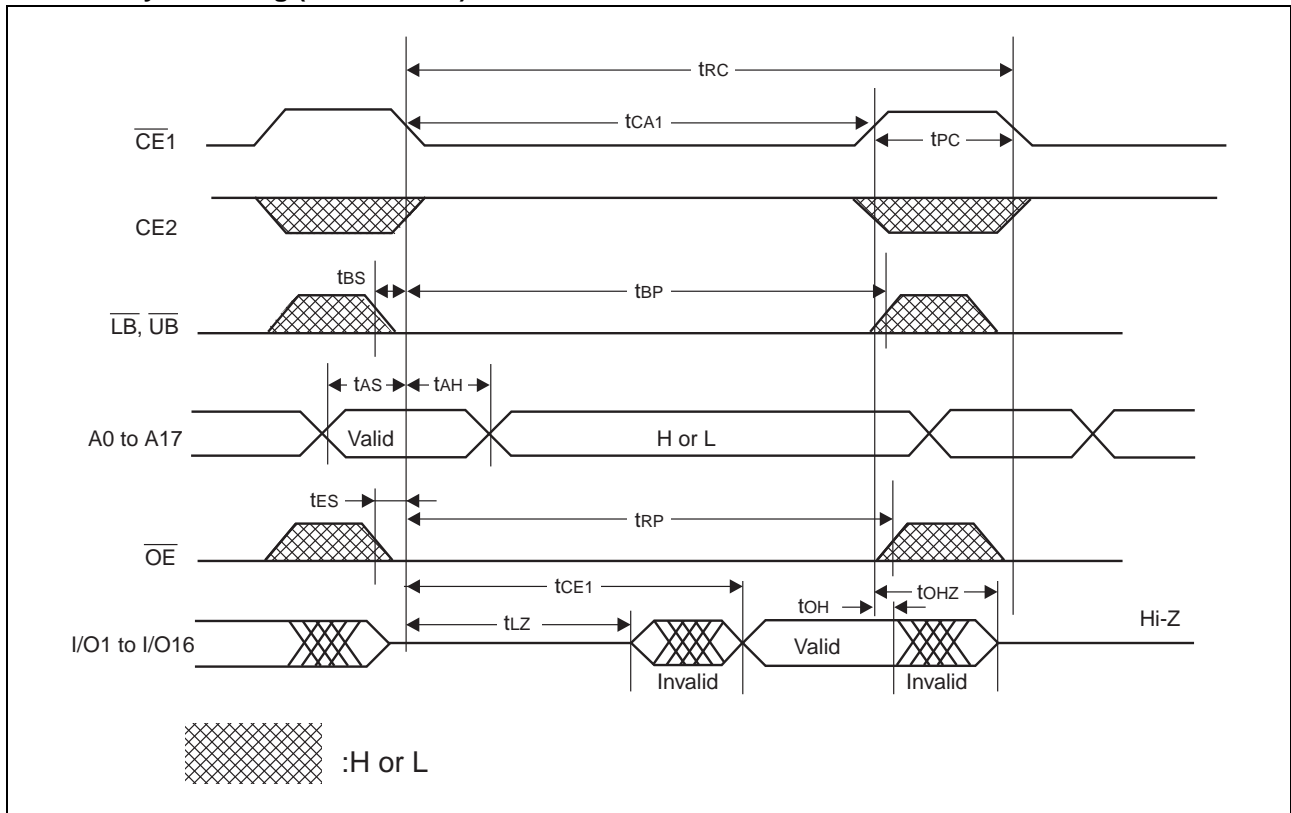 tRC
tCA1
CE1
tPC
CE2
tBS
tBP
LB, UB
tAS
tAH
A0 to A17
Valid
H or L
tES
tRP
OE
tCE1
tOH
tOHZ
tLZ
Hi-Z
I/O1 to I/O16
Valid
Invalid
Invalid
:H or L